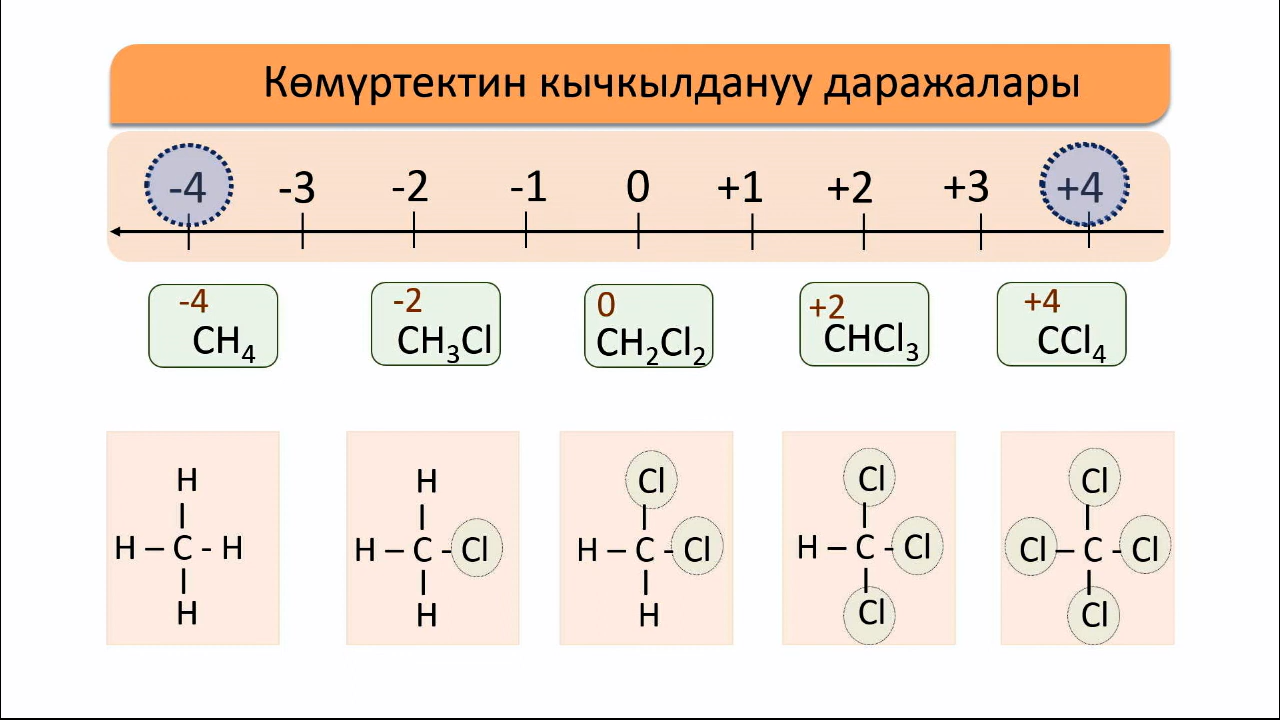 Көмүртектин кычкылдануу даражалары
-4 -3 -2 -1 0 +1 +2 +3 +4
-4 -2 0 +2 +4
CH₄ CH₃Cl CH₂Cl₂ CHCl₃ CCl₄
H H Cl Cl Cl
H – C - H H – C - Cl H – C - Cl H – C - Cl Cl – C - Cl
H H H Cl Cl